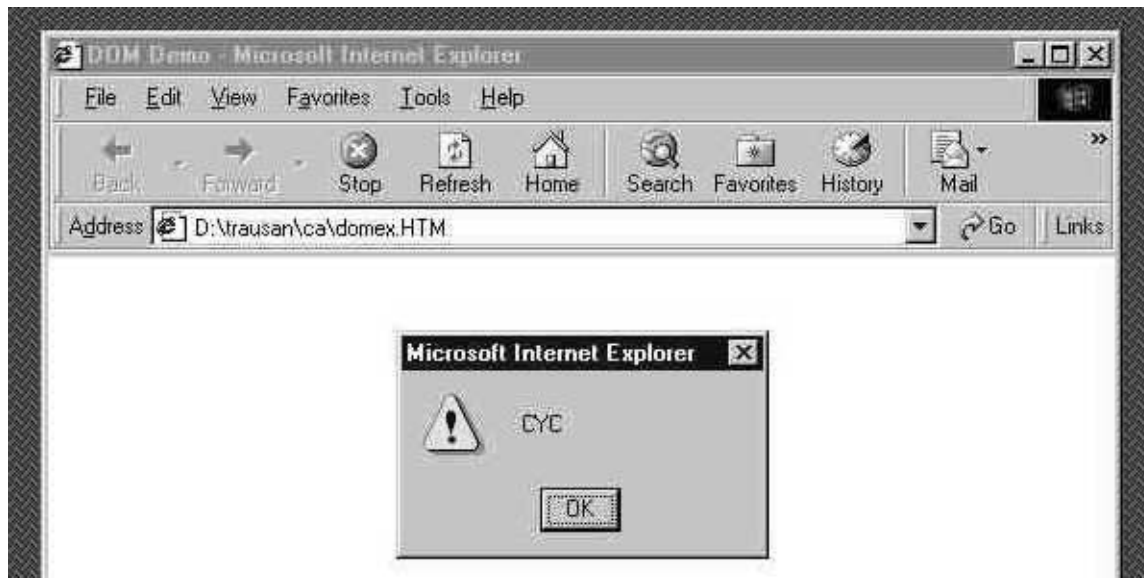 DOM Demo - Microsoft Internet Explorer
File Edit View Favorites Tools Help
Back Forward Stop Refresh Home Search Favorites History Mail »
Address D:\trausan\ca\domex.HTM Go Links
Microsoft Internet Explorer
CYC
OK